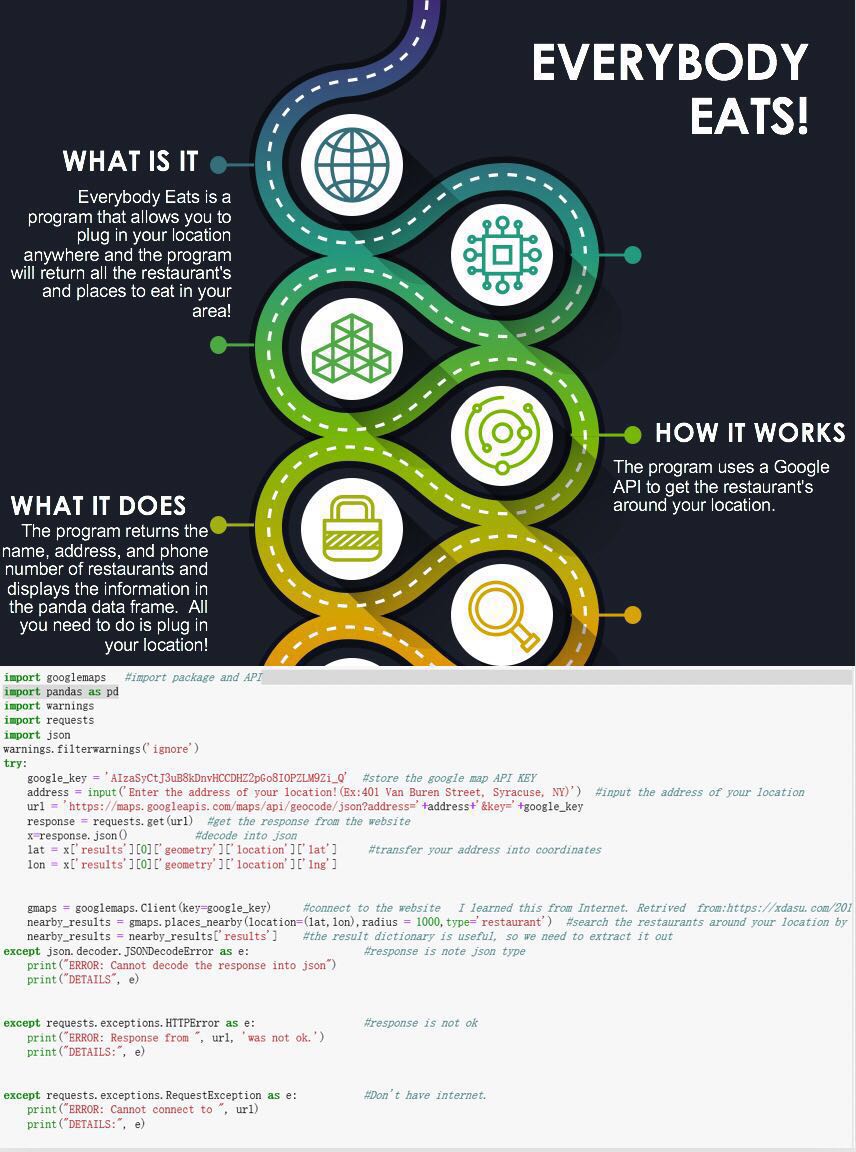 EVERYBODY
EATS!
WHAT IS IT
Everybody Eats is a
program that allows you to
plug in your location
anywhere and the program
will return all the restaurant's
and places to eat in your
area!
HOW IT WORKS
The program uses a Google
API to get the restaurant's
around your location.
WHAT IT DOES
The program returns the
name, address, and phone
number of restaurants and
displays the information in
the panda data frame. All
you need to do is plug in
your location!
import googlemaps #import package and API
import pandas as pd
import warnings
import requests
import json
warnings.filterwarnings('ignore')
try:
google_key = 'AIzaSyCtJ3uB8kDnvHCCDHZ2pGo8IOPZLM9Zi_Q' #store the google map API KEY
address = input('Enter the address of your location!(Ex:401 Van Buren Street, Syracuse, NY)') #input the address of your location
url = 'https://maps.googleapis.com/maps/api/geocode/json?address='+address+'&key='+google_key
response = requests.get(url) #get the response from the website
x=response.json() #decode into json
lat = x['results'][0]['geometry']['location']['lat'] #transfer your address into coordinates
lon = x['results'][0]['geometry']['location']['lng']
gmaps = googlemaps.Client(key=google_key) #connect to the website I learned this from Internet. Retrived from:https://xdasu.com/201
nearby_results = gmaps.places_nearby(location=(lat,lon),radius = 1000,type='restaurant') #search the restaurants around your location by
nearby_results = nearby_results['results'] #the result dictionary is useful, so we need to extract it out
except json.decoder.JSONDecodeError as e: #response is note json type
print("ERROR: Cannot decode the response into json")
print("DETAILS", e)
except requests.exceptions.HTTPError as e: #response is not ok
print("ERROR: Response from ", url, 'was not ok.')
print("DETAILS:", e)
except requests.exceptions.RequestException as e: #Don't have internet.
print("ERROR: Cannot connect to ", url)
print("DETAILS:", e)